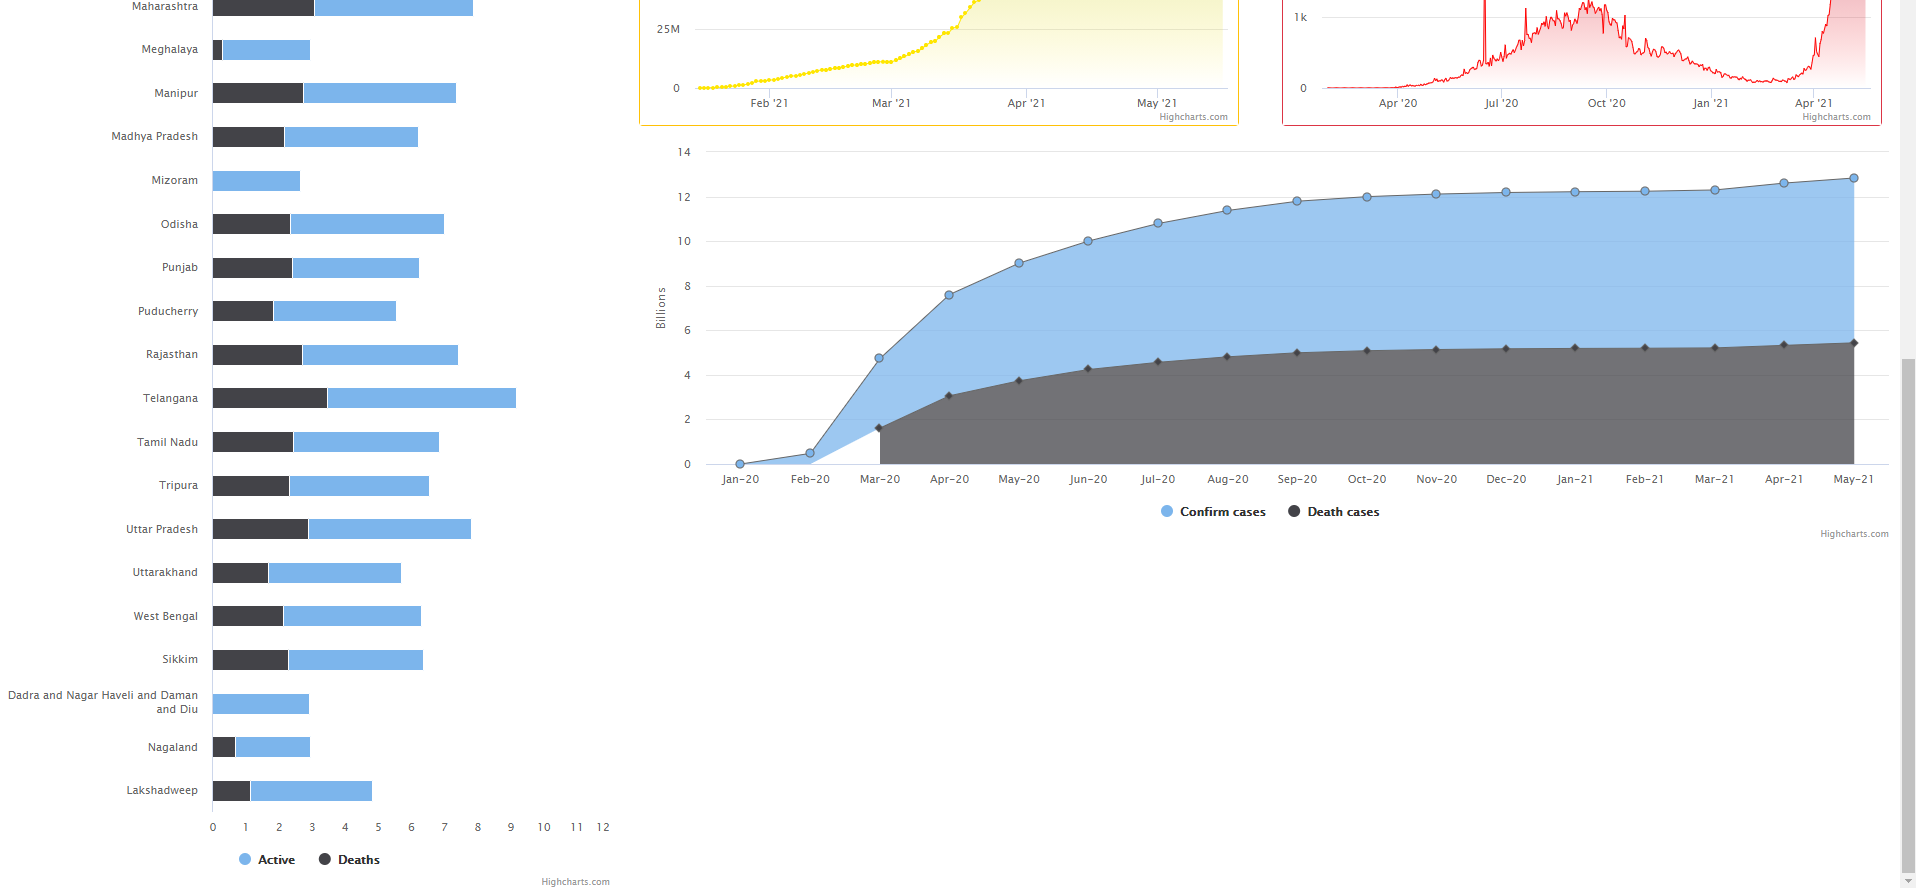 Maharashtra
Meghalaya
Manipur
Madhya Pradesh
Mizoram
Odisha
Punjab
Puducherry
Rajasthan
Telangana
Tamil Nadu
Tripura
Uttar Pradesh
Uttarakhand
West Bengal
Sikkim
Dadra and Nagar Haveli and Daman
and Diu
Nagaland
Lakshadweep
0 1 2 3 4 5 6 7 8 9 10 11 12
Active Deaths
Highcharts.com
25M
0
Feb '21 Mar '21 Apr '21 May '21
Highcharts.com
1k
0
Apr '20 Jul '20 Oct '20 Jan '21 Apr '21
Highcharts.com
Billions
14
12
10
8
6
4
2
0
Jan-20 Feb-20 Mar-20 Apr-20 May-20 Jun-20 Jul-20 Aug-20 Sep-20 Oct-20 Nov-20 Dec-20 Jan-21 Feb-21 Mar-21 Apr-21 May-21
Confirm cases Death cases
Highcharts.com